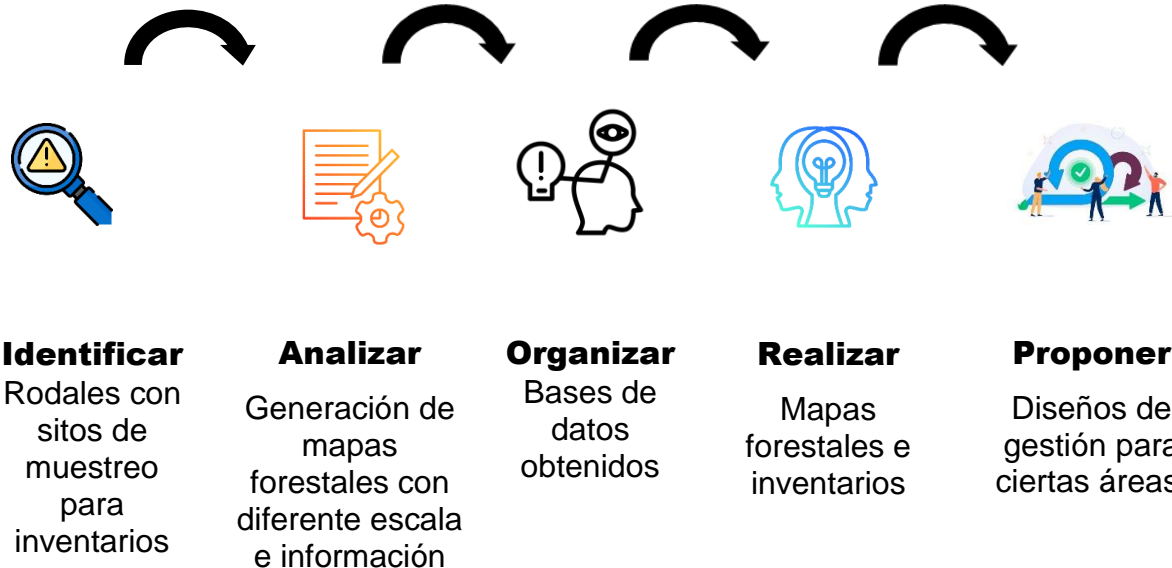 Identificar
Rodales con
sitos de
muestreo
para
inventarios
Analizar
Generación de
mapas
forestales con
diferente escala
e información
Organizar
Bases de
datos
obtenidos
Realizar
Mapas
forestales e
inventarios
Proponer
Diseños de
gestión para
ciertas áreas